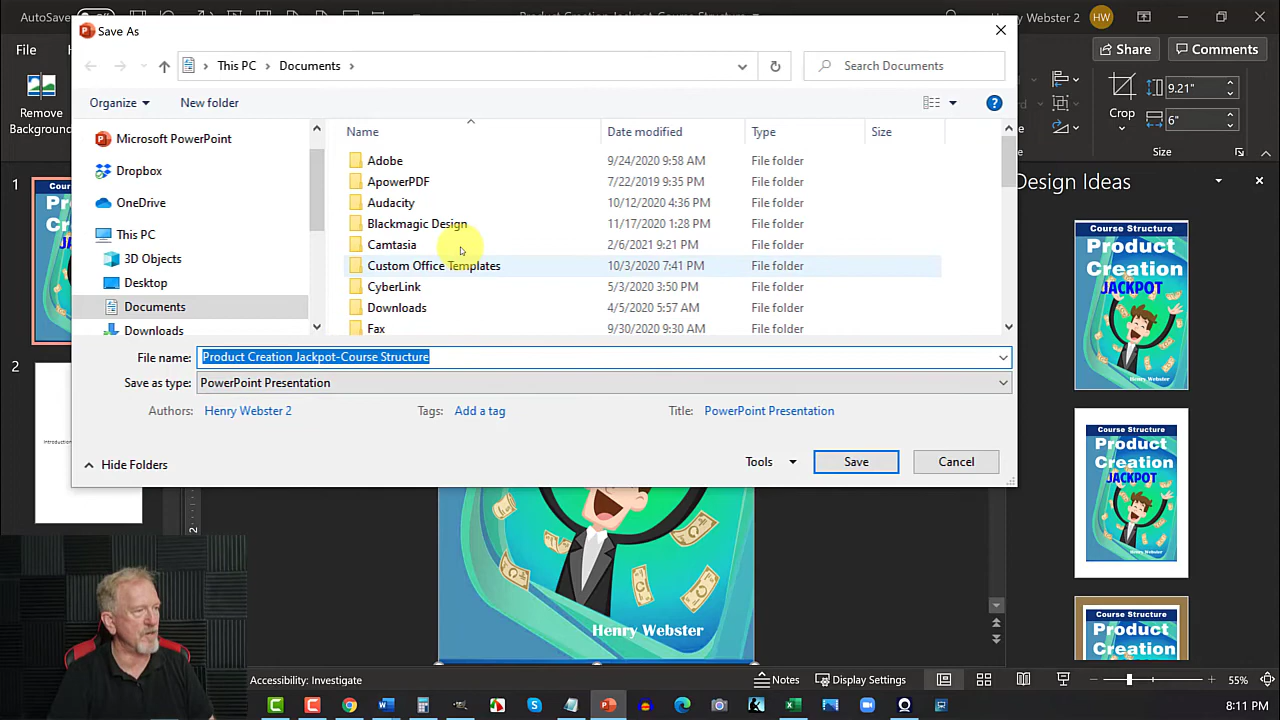 AutoSave
Product Creation Jackpot-Course Structure
Henry Webster 2
HW
Save As
File
Share
Comments
This PC
Documents
Search Documents
Remove
Background
Organize
New folder
9.21"
Crop
6"
Size
Name
Date modified
Type
Size
Microsoft PowerPoint
Dropbox
OneDrive
This PC
3D Objects
Desktop
Documents
Downloads
Adobe 9/24/2020 9:58 AM File folder
ApowerPDF 7/22/2019 9:35 PM File folder
Audacity 10/12/2020 4:36 PM File folder
Blackmagic Design 11/17/2020 1:28 PM File folder
Camtasia 2/6/2021 9:21 PM File folder
Custom Office Templates 10/3/2020 7:41 PM File folder
CyberLink 5/3/2020 3:50 PM File folder
Downloads 4/5/2020 5:57 AM File folder
Fax 9/30/2020 9:30 AM File folder
File name: Product Creation Jackpot-Course Structure
Save as type: PowerPoint Presentation
Authors: Henry Webster 2
Tags: Add a tag
Title: PowerPoint Presentation
Hide Folders
Tools
Save
Cancel
Design Ideas
Course Structure
Product
Creation
JACKPOT
Henry Webster
Course Structure
Product
Creation
JACKPOT
Henry Webster
Course Structure
Product
Creation
1
2
2
Henry Webster
Accessibility: Investigate
Notes
Display Settings
55%
8:11 PM